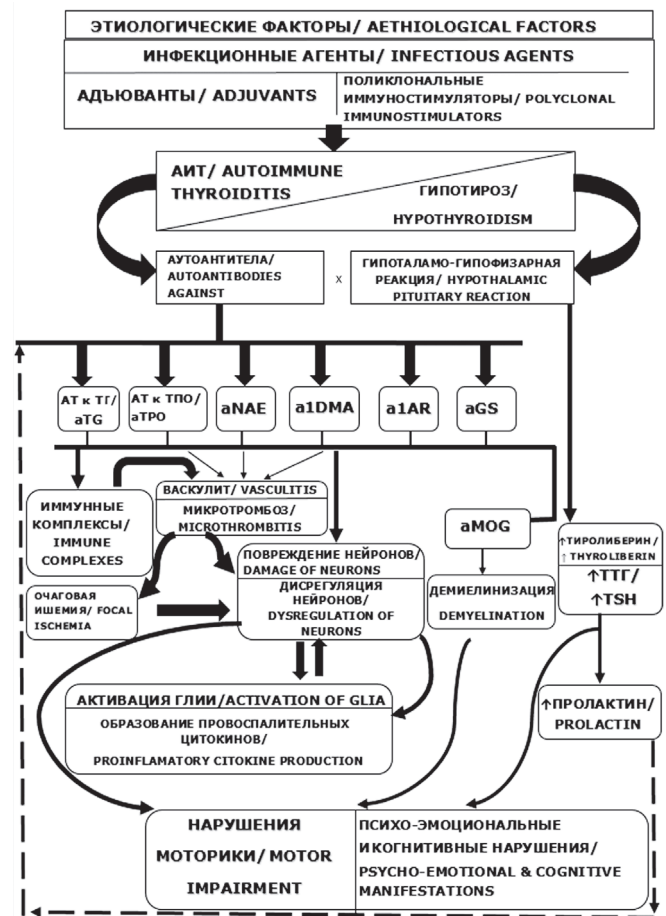 ЭТИОЛОГИЧЕСКИЕ ФАКТОРЫ/ AETHIOLOGICAL FACTORS
ИНФЕКЦИОННЫЕ АГЕНТЫ/ INFECTIOUS AGENTS
АДЪЮВАНТЫ/ ADJUVANTS
ПОЛИКЛОНАЛЬНЫЕ
ИММУНОСТИМУЛЯТОРЫ/ POLYCLONAL
IMMUNOSTIMULATORS
АИТ/ AUTOIMMUNE
THYROIDITIS
ГИПОТИРОЗ/
HYPOTHYROIDISM
АУТОАНТИТЕЛА/
AUTOANTIBODIES
AGAINST
x
ГИПОТАЛАМО-ГИПОФИЗАРНАЯ
РЕАКЦИЯ/ HYPOTHALAMIC
PITUITARY REACTION
АТ к ТГ/
aTG
АТ к ТПО/
aTPO
aNAE
a1DMA
a1AR
aGS
ИММУННЫЕ
КОМПЛЕКСЫ/
IMMUNE
COMPLEXES
ВАСКУЛИТ/ VASCULITIS
МИКРОТРОМБОЗ/
MICROTHROMBITIS
aMOG
ПОВРЕЖДЕНИЕ НЕЙРОНОВ/
DAMAGE OF NEURONS
ДИСРЕГУЛЯЦИЯ
НЕЙРОНОВ/
DYSREGULATION OF
NEURONS
↑ТИРОЛИБЕРИН/
↑ THYROLIBERIN
↑ТТГ/
↑TSH
ОЧАГОВАЯ
ИШЕМИЯ/ FOCAL
ISCHEMIA
ДЕМИЕЛИНИЗАЦИЯ
DEMYELINATION
АКТИВАЦИЯ ГЛИИ/ACTIVATION OF GLIA
ОБРАЗОВАНИЕ ПРОВОСПАЛИТЕЛЬНЫХ
ЦИТОКИНОВ/
PROINFLAMATORY CITOKINE PRODUCTION
↑ПРОЛАКТИН/
PROLACTIN
НАРУШЕНИЯ
МОТОРИКИ/ MOTOR
IMPAIRMENT
ПСИХО-ЭМОЦИОНАЛЬНЫЕ
ИКОГНИТИВНЫЕ НАРУШЕНИЯ/
PSYCHO-EMOTIONAL & COGNITIVE
MANIFESTATIONS